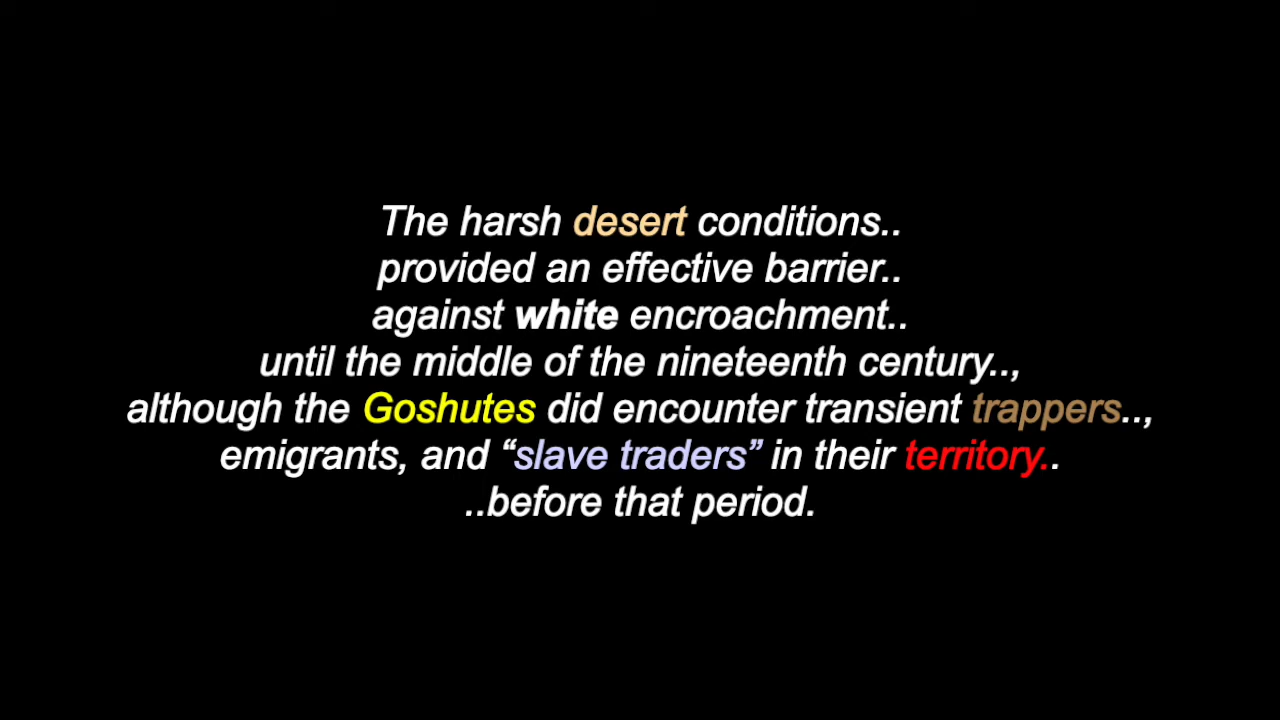 The harsh desert conditions..
provided an effective barrier..
against white encroachment..
until the middle of the nineteenth century..,
although the Goshutes did encounter transient trappers..,
emigrants, and “slave traders” in their territory..
..before that period.